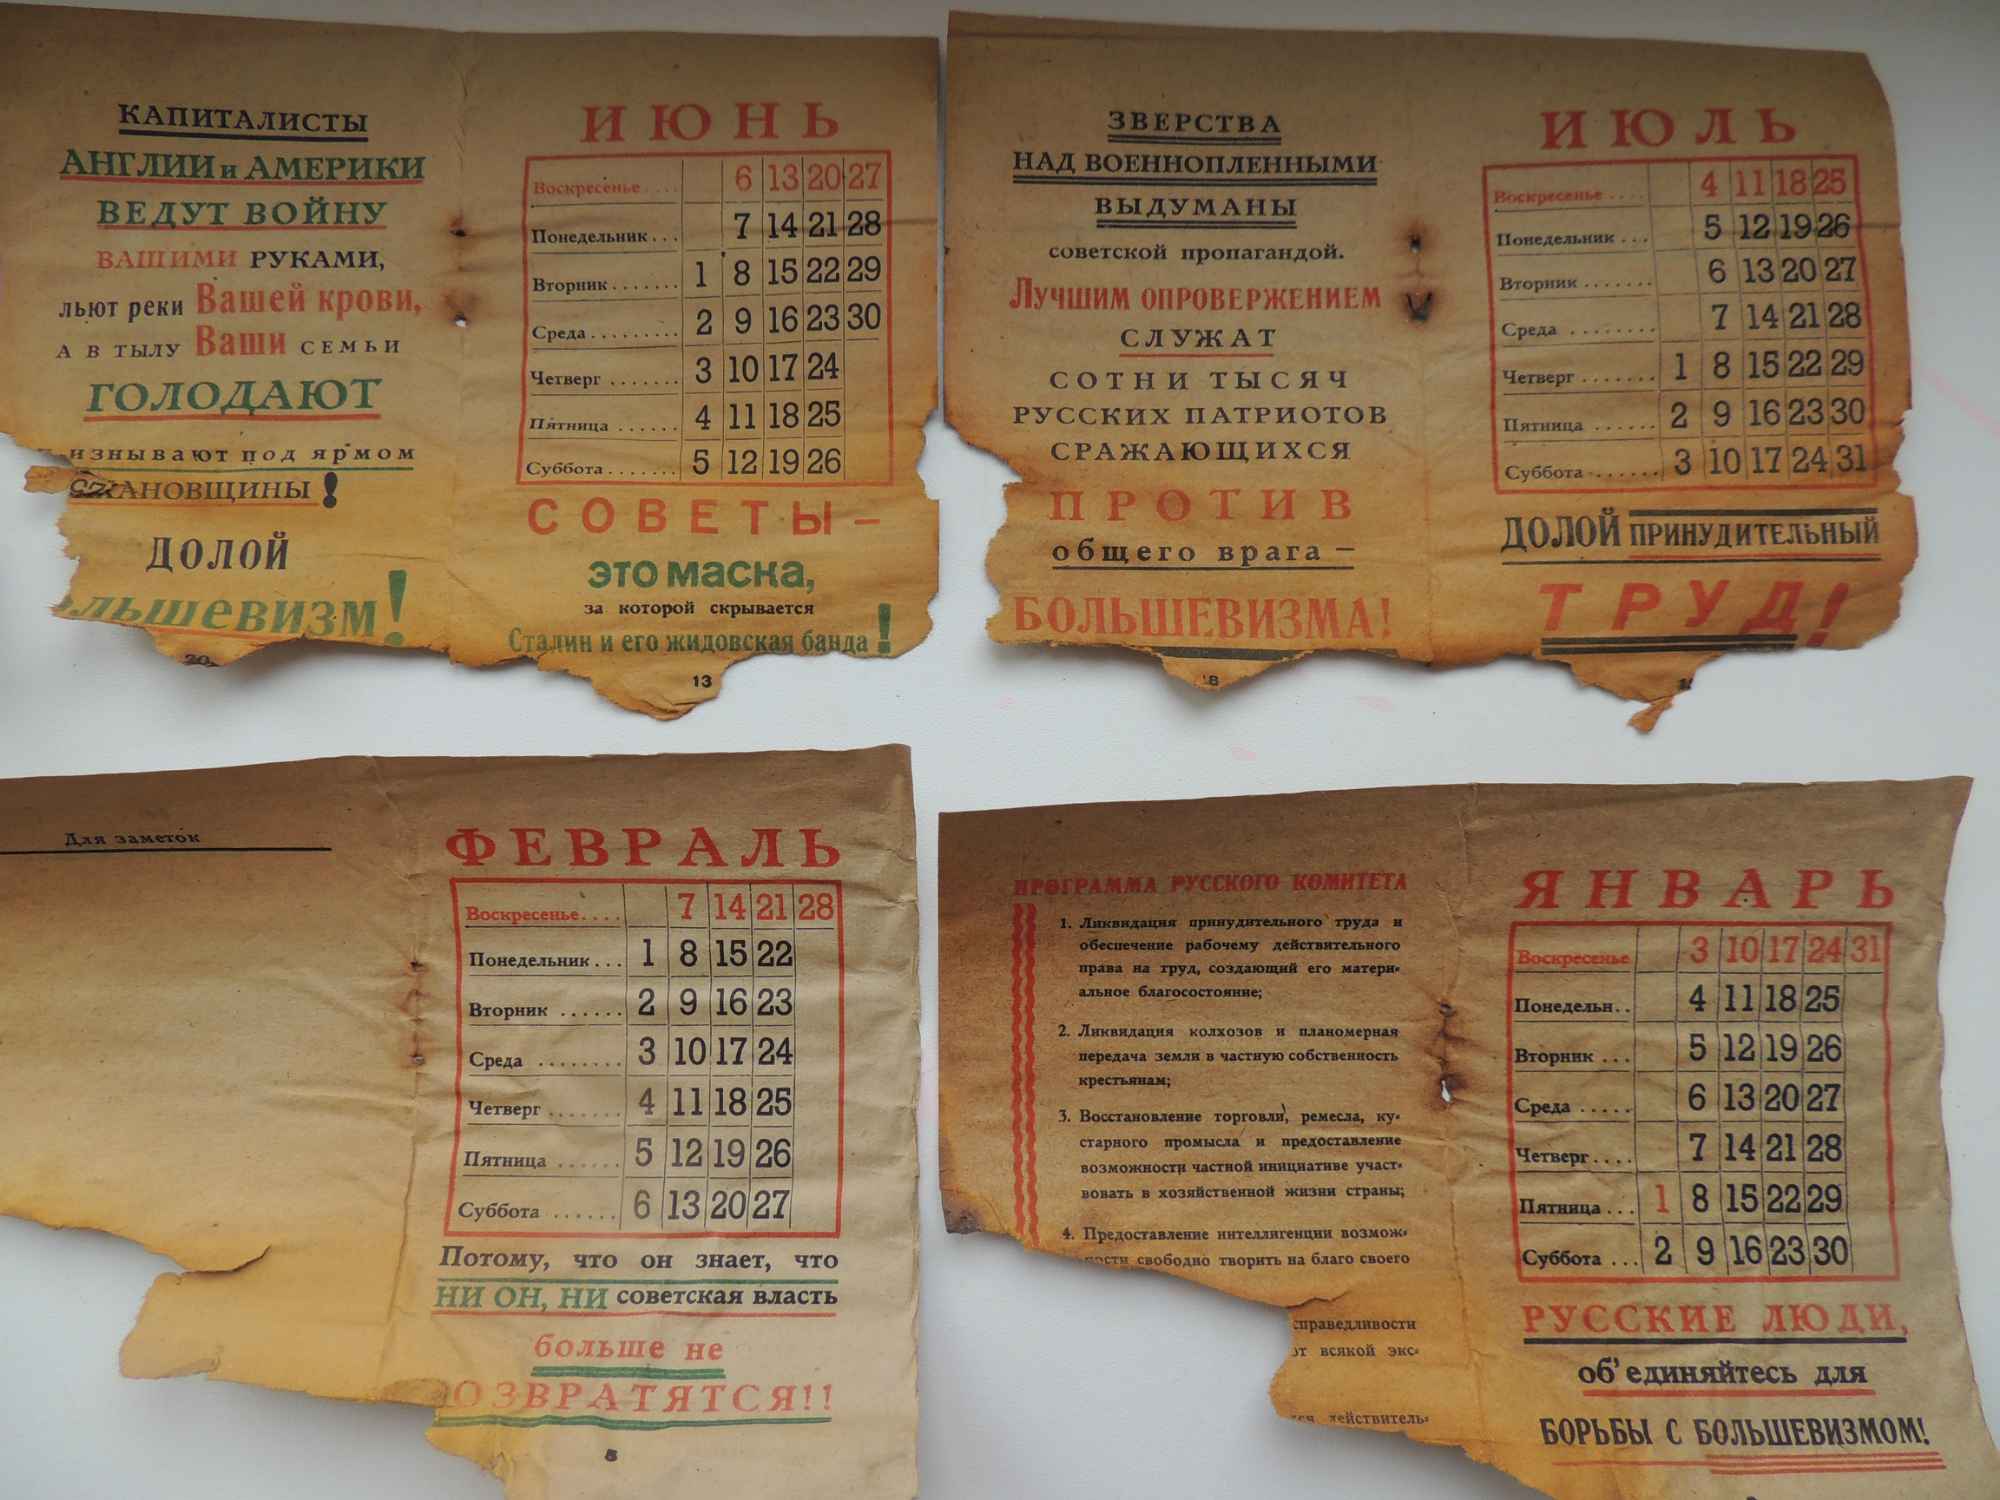 КАПИТАЛИСТЫ
АНГЛИИ и АМЕРИКИ
ВЕДУТ ВОЙНУ
ВАШИМИ РУКАМИ,
льют реки Вашей крови,
А В ТЫЛУ Ваши СЕМЬИ
ГОЛОДАЮТ
изнывают под ярмом
!
ДОЛОЙ
ольшевизм!
ИЮНЬ
Воскресенье.... 6 13 20 27
Понедельник... 7 14 21 28
Вторник....... 1 8 15 22 29
Среда......... 2 9 16 23 30
Четверг....... 3 10 17 24
Пятница...... 4 11 18 25
Суббота....... 5 12 19 26
СОВЕТЫ –
это маска,
за которой скрывается
Сталин и его жидовская банда!
13
ЗВЕРСТВА
НАД ВОЕННОПЛЕННЫМИ
ВЫДУМАНЫ
советской пропагандой.
Лучшим опровержением
СЛУЖАТ
СОТНИ ТЫСЯЧ
РУССКИХ ПАТРИОТОВ
СРАЖАЮЩИХСЯ
ПРОТИВ
общего врага –
БОЛЬШЕВИЗМА!
ИЮЛЬ
Воскресенье.... 4 11 18 25
Понедельник... 5 12 19 26
Вторник....... 6 13 20 27
Среда ........ 7 14 21 28
Четверг....... 1 8 15 22 29
Пятница...... 2 9 16 23 30
Суббота....... 3 10 17 24 31
ДОЛОЙ ПРИНУДИТЕЛЬНЫЙ
ТРУД!
Для заметок
ФЕВРАЛЬ
Воскресенье.... 7 14 21 28
Понедельник... 1 8 15 22
Вторник ...... 2 9 16 23
Среда ........ 3 10 17 24
Четверг....... 4 11 18 25
Пятница ...... 5 12 19 26
Суббота ...... 6 13 20 27
Потому, что он знает, что
НИ ОН, НИ советская власть
больше не
ОЗВРАТЯТСЯ!!
5
ПРОГРАММА РУССКОГО КОМИТЕТА
1. Ликвидация принудительного труда и
обеспечение рабочему действительного
права на труд, создающий его матери-
альное благосостояние;
2. Ликвидация колхозов и планомерная
передача земли в частную собственность
крестьянам;
3. Восстановление торговли, ремесла, ку-
старного промысла и предоставление
возможности частной инициативе участ-
вовать в хозяйственной жизни страны;
4. Предоставление интеллигенции возмож-
ности свободно творить на благо своего
справедливости
от всякой экс-
действитель-
ЯНВАРЬ
Воскресенье 3 10 17 24 31
Понедельн.. 4 11 18 25
Вторник ... 5 12 19 26
Среда ..... 6 13 20 27
Четверг.... 7 14 21 28
Пятница ... 1 8 15 22 29
Суббота ... 2 9 16 23 30
РУССКИЕ ЛЮДИ,
об'единяйтесь для
БОРЬБЫ С БОЛЬШЕВИЗМОМ!